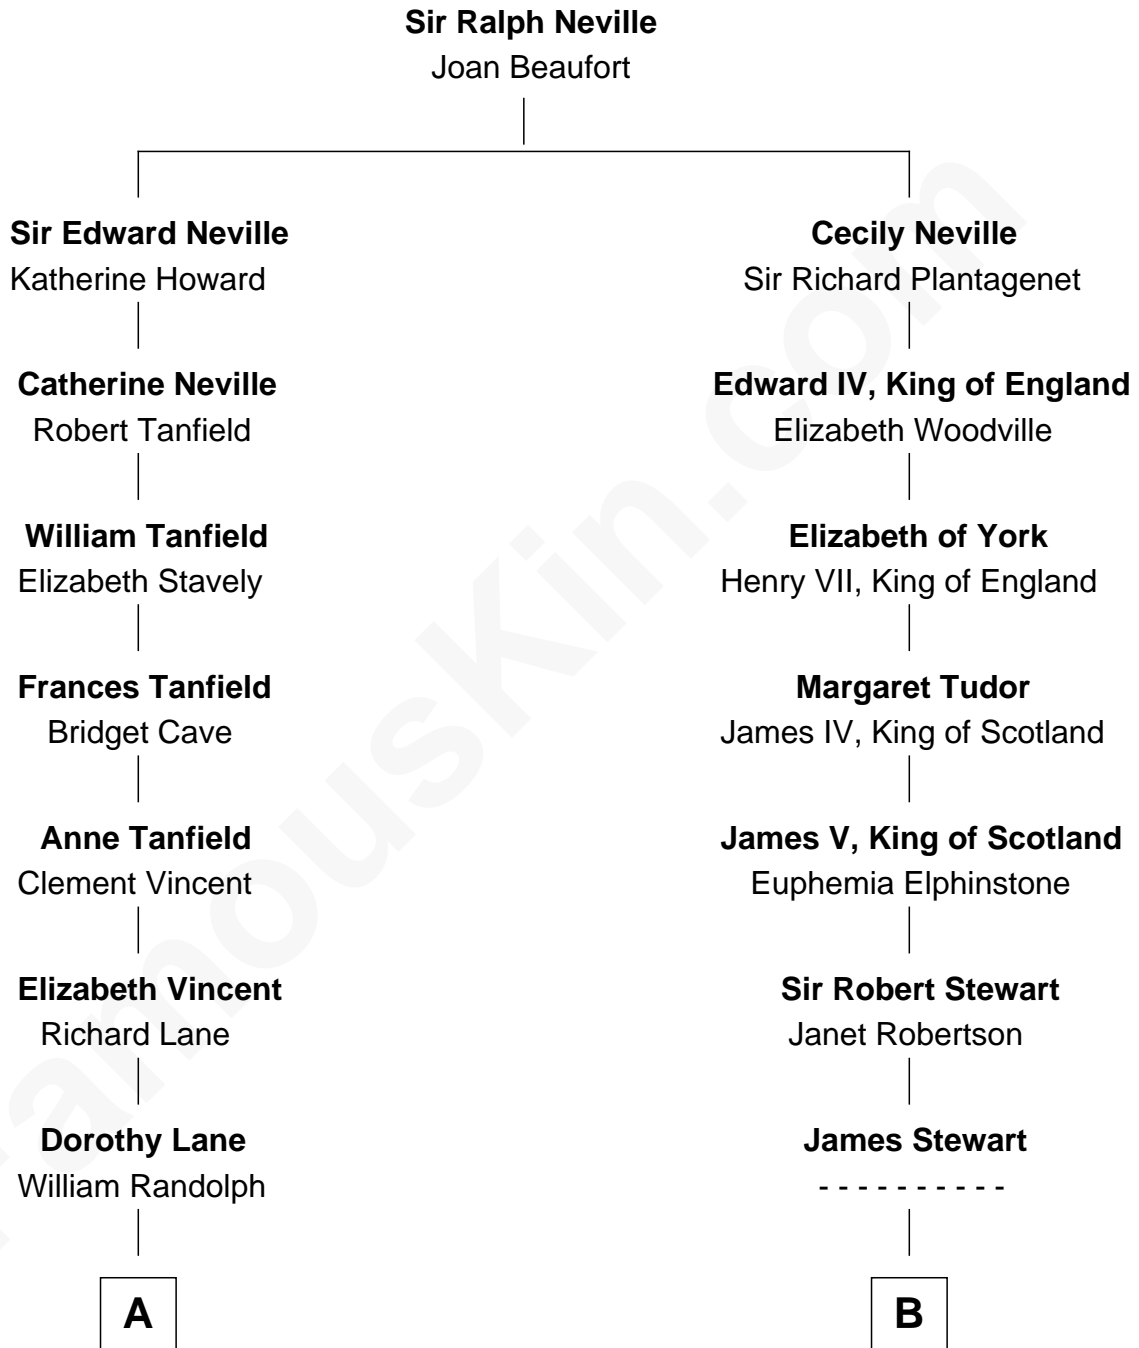 Sir Ralph Neville
Joan Beaufort
Sir Edward Neville
Katherine Howard
Cecily Neville
Sir Richard Plantagenet
Catherine Neville
Robert Tanfield
Edward IV, King of England
Elizabeth Woodville
William Tanfield
Elizabeth Stavely
Elizabeth of York
Henry VII, King of England
Frances Tanfield
Bridget Cave
Margaret Tudor
James IV, King of Scotland
Anne Tanfield
Clement Vincent
James V, King of Scotland
Euphemia Elphinstone
Elizabeth Vincent
Richard Lane
Sir Robert Stewart
Janet Robertson
Dorothy Lane
William Randolph
James Stewart
- - - - - - - - - -
A
B
FamousKin.com